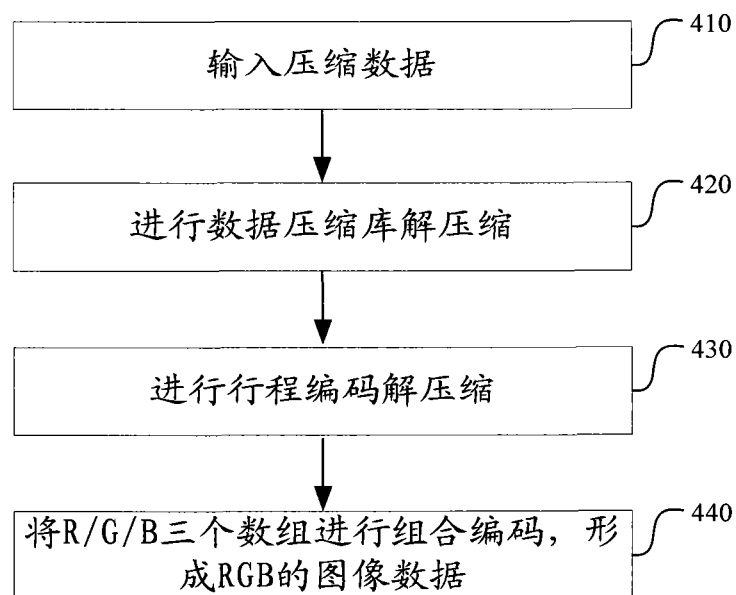 输入压缩数据
410
进行数据压缩库解压缩
420
进行行程编码解压缩
430
将R/G/B三个数组进行组合编码，形
成RGB的图像数据
440